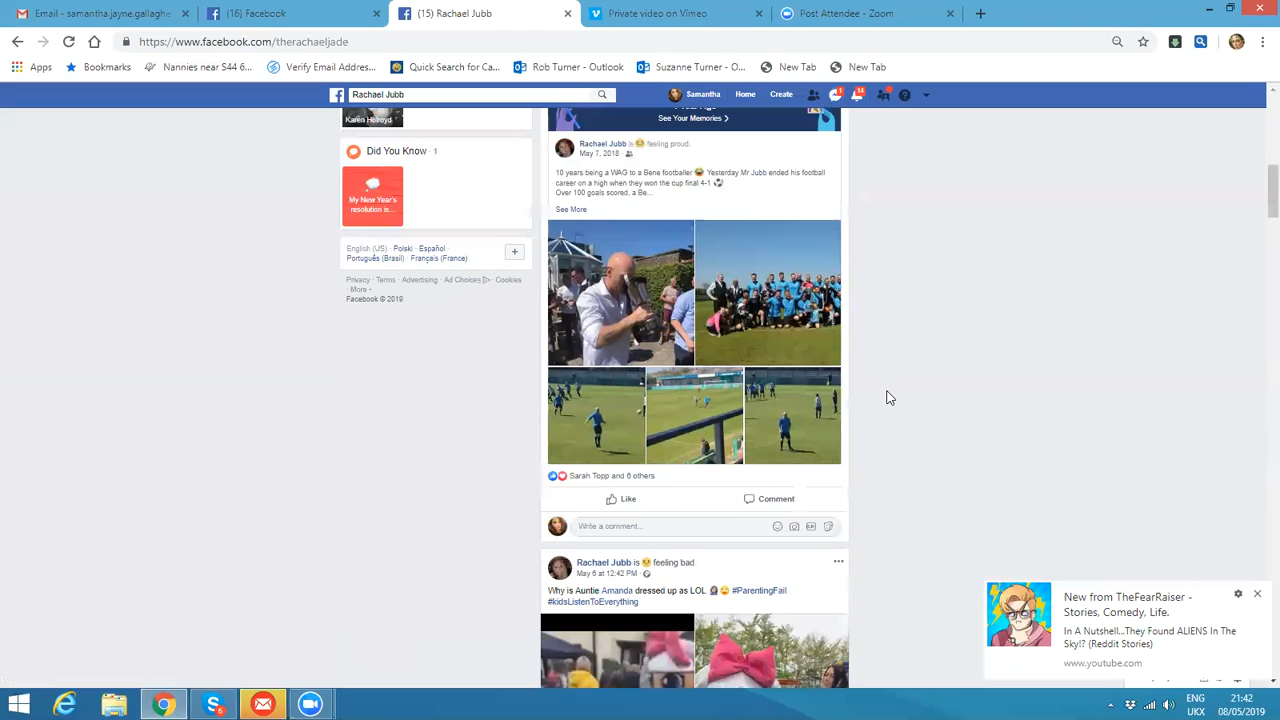 Email - samantha.jayne.gallaghe
(16) Facebook
(15) Rachael Jubb
Private video on Vimeo
Post Attendee - Zoom
https://www.facebook.com/therachaeljade
Apps
Bookmarks
Nannies near S44 6...
Verify Email Address...
Quick Search for Ca...
Rob Turner - Outlook
Suzanne Turner - O...
New Tab
New Tab
Rachael Jubb
Samantha
Home
Create
Karen Holroyd
See Your Memories
Did You Know · 1
My New Year's
resolution is...
English (US) · Polski · Español ·
Português (Brasil) · Français (France)
Privacy · Terms · Advertising · Ad Choices · Cookies
· More
Facebook © 2019
Rachael Jubb is feeling proud.
May 7, 2018 ·
10 years being a WAG to a Bene footballer Yesterday Mr Jubb ended his football
career on a high when they won the cup final 4-1
Over 100 goals scored, a Be...
See More
Sarah Topp and 6 others
Like
Comment
Write a comment...
Rachael Jubb is feeling bad.
May 6 at 12:42 PM ·
Why is Auntie Amanda dressed up as LOL #ParentingFail
#kidsListenToEverything
New from TheFearRaiser -
Stories, Comedy, Life.
In A Nutshell...They Found ALIENS In The
Sky!? (Reddit Stories)
www.youtube.com
ENG
UKX
21:42
08/05/2019